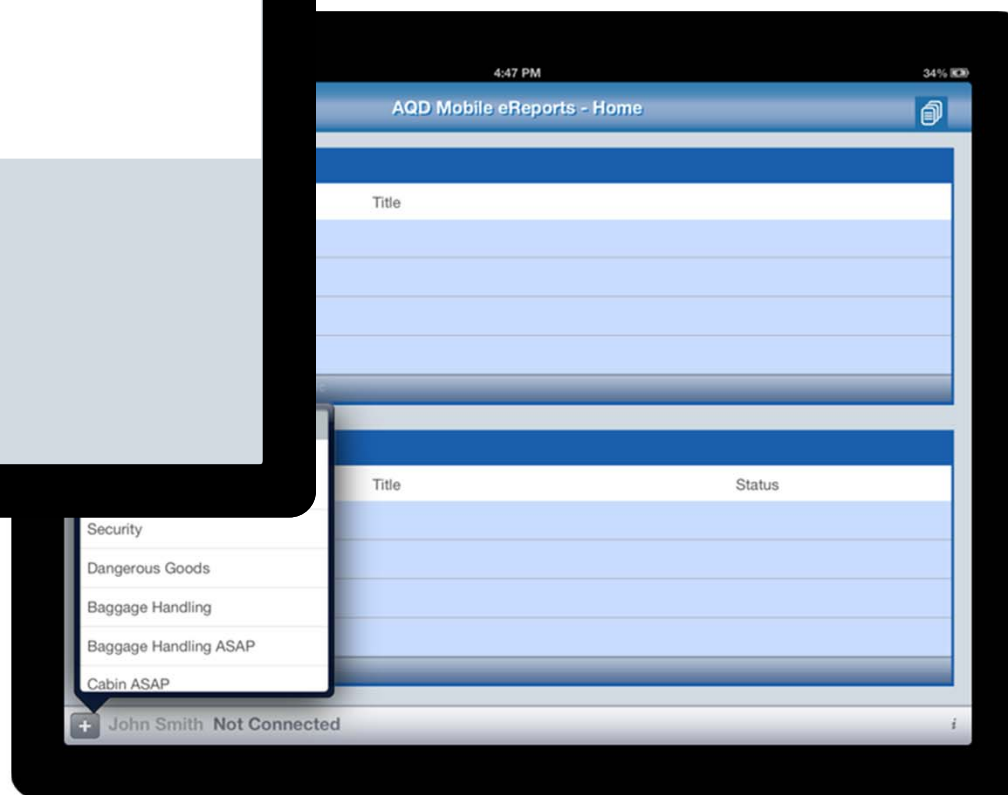 4:47 PM
34%
AQD Mobile eReports - Home
Title
Title
Status
Security
Dangerous Goods
Baggage Handling
Baggage Handling ASAP
Cabin ASAP
+ John Smith Not Connected
i